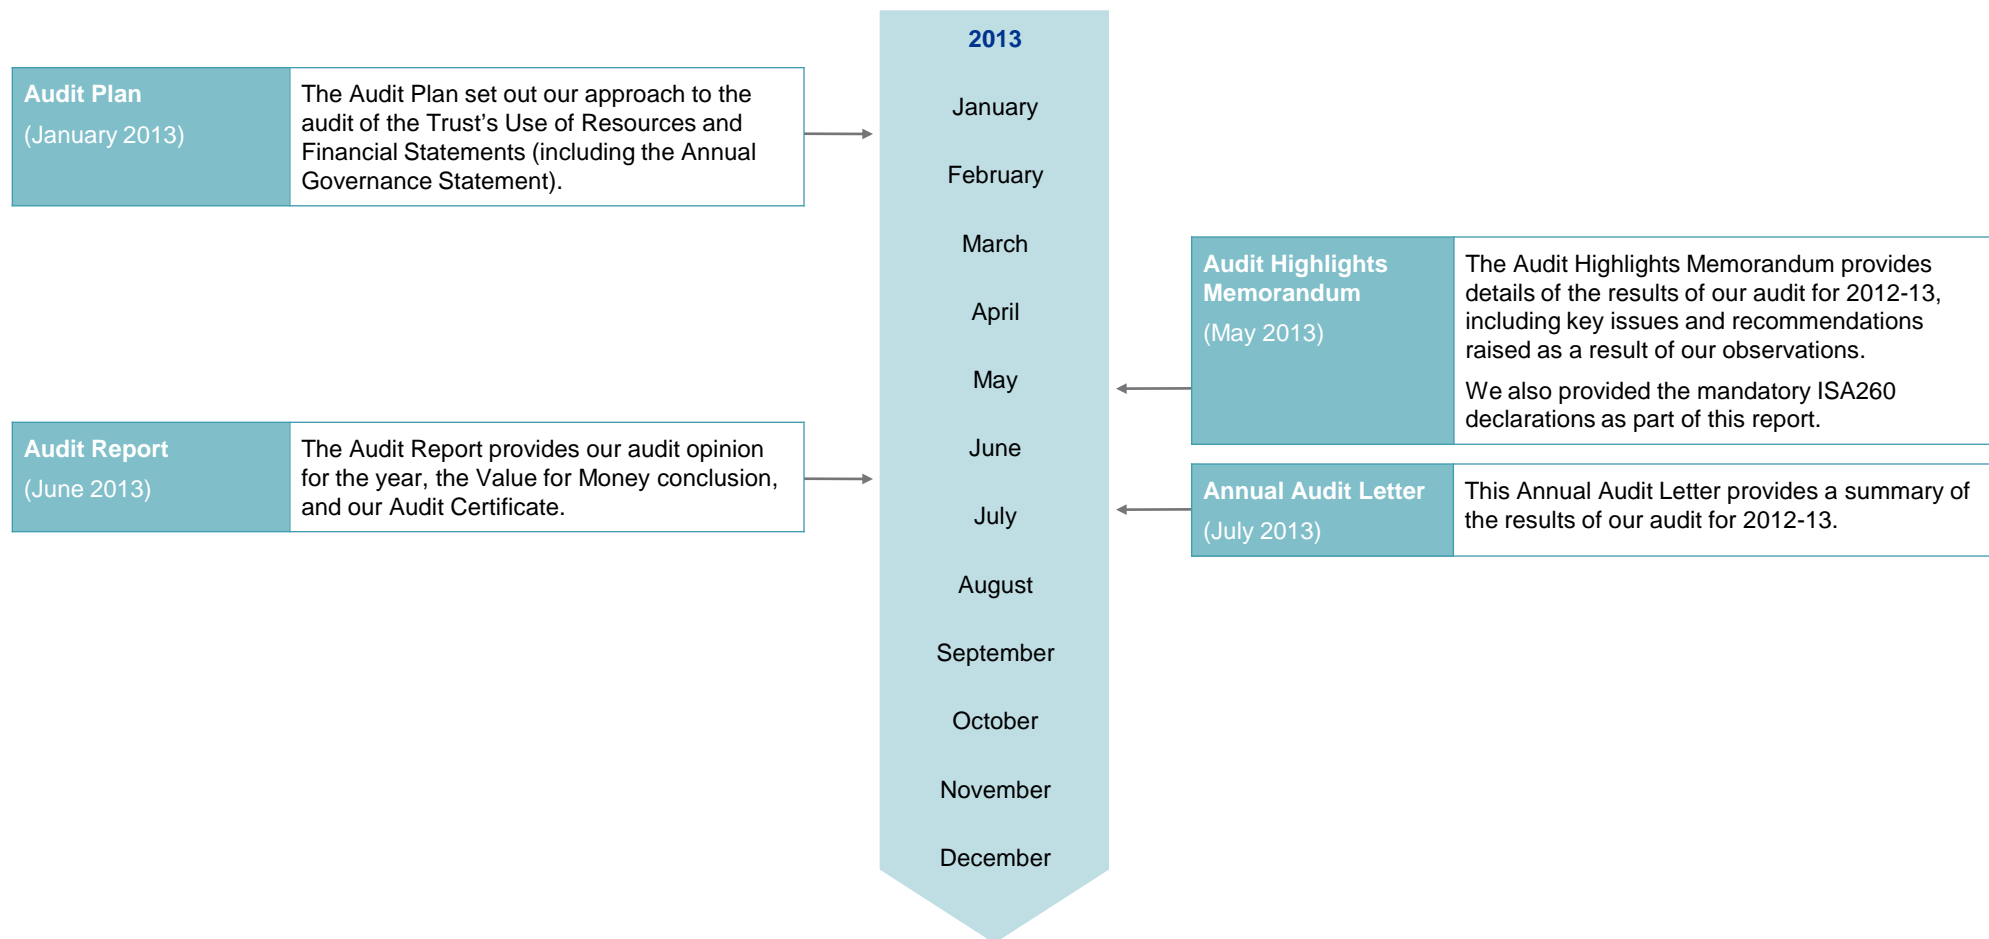 2013
January
February
March
April
May
June
July
August
September
October
November
December
Audit Plan
(January 2013)
The Audit Plan set out our approach to the
audit of the Trust’s Use of Resources and
Financial Statements (including the Annual
Governance Statement).
Audit Highlights
Memorandum
(May 2013)
The Audit Highlights Memorandum provides
details of the results of our audit for 2012-13,
including key issues and recommendations
raised as a result of our observations.
We also provided the mandatory ISA260
declarations as part of this report.
Audit Report
(June 2013)
The Audit Report provides our audit opinion
for the year, the Value for Money conclusion,
and our Audit Certificate.
Annual Audit Letter
(July 2013)
This Annual Audit Letter provides a summary of
the results of our audit for 2012-13.